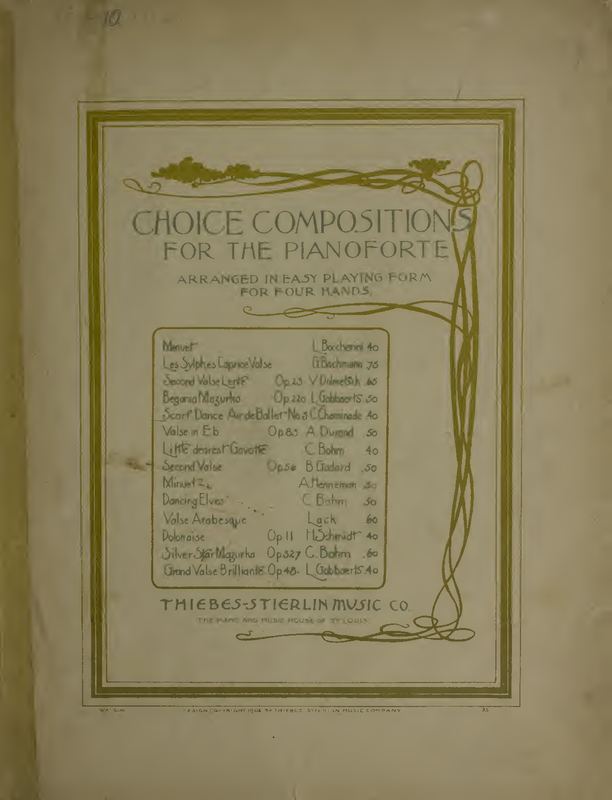 10
CHOICE COMPOSITIONS
FOR THE PIANOFORTE
ARRANGED IN EASY PLAYING FORM
FOR FOUR HANDS.
Menuet L. Boccherini 40
Les Sylphes Caprice Valse G. Bachmann .75
Second Valse Lente Op.25 V. Dolmetsch .60
Begonia Mazurka Op.220 L. Gobbaerts .50
Scarf Dance Air de Ballet No 3 C. Chaminade 40
Valse in Eb Op 83 A. Durand .50
Little dearest Gavotte C. Bohm 40
Second Valse Op 56 B. Godard .50
Minuet A. Henneman .50
Dancing Elves C. Bohm .50
Valse Arabesque Lack 60
Polonaise Op 11 H. Schmidt 40
Silver Star Mazurka Op 327 C. Bohm .60
Grand Valse Brilliante Op 48. L. Gobbaerts 40
THIEBES-STIERLIN MUSIC CO.
THE PIANO AND MUSIC HOUSE OF ST LOUIS
MUSIC COMPANY